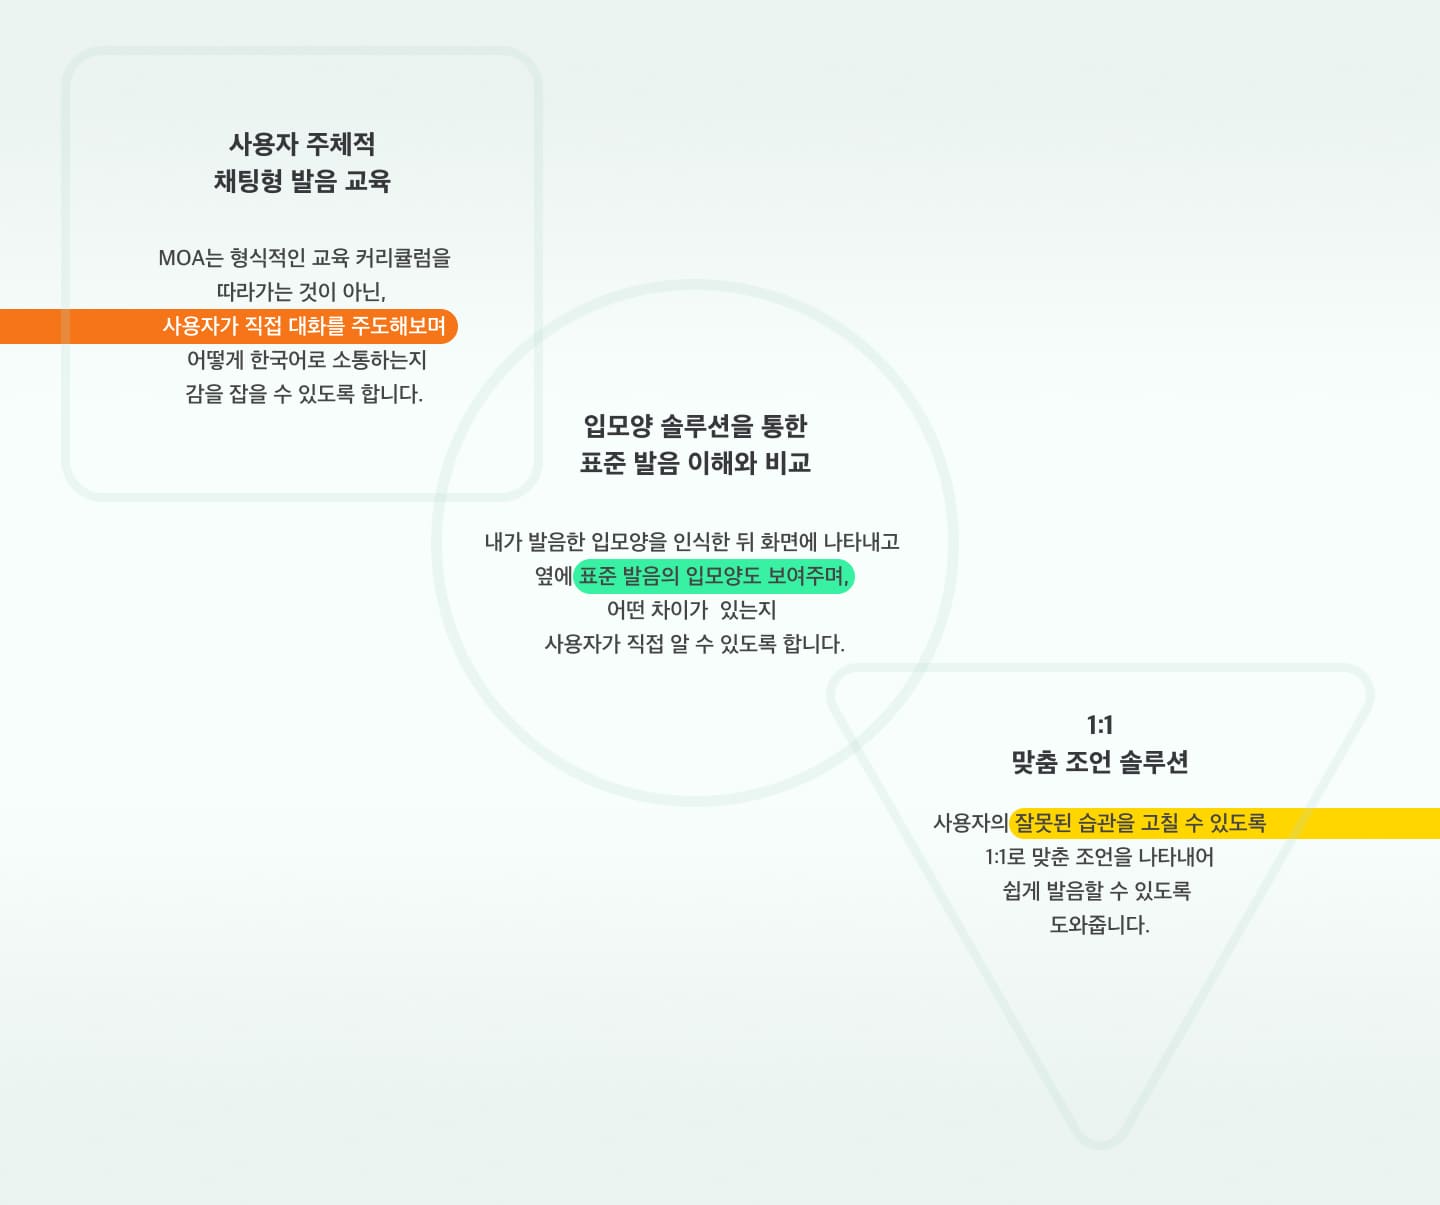 사용자 주체적
채팅형 발음 교육
MOA는 형식적인 교육 커리큘럼을
따라가는 것이 아닌,
사용자가 직접 대화를 주도해보며
어떻게 한국어로 소통하는지
감을 잡을 수 있도록 합니다.
입모양 솔루션을 통한
표준 발음 이해와 비교
내가 발음한 입모양을 인식한 뒤 화면에 나타내고
옆에 표준 발음의 입모양도 보여주며,
어떤 차이가 있는지
사용자가 직접 알 수 있도록 합니다.
1:1
맞춤 조언 솔루션
사용자의 잘못된 습관을 고칠 수 있도록
1:1로 맞춘 조언을 나타내어
쉽게 발음할 수 있도록
도와줍니다.